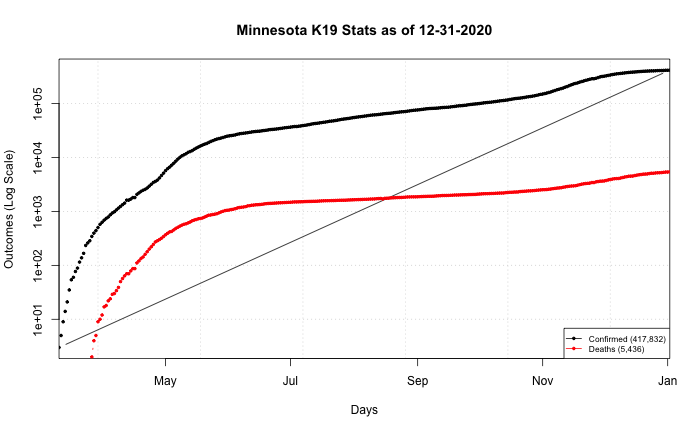 Minnesota K19 Stats as of 12-31-2020
Outcomes (Log Scale)
1e+05
1e+04
1e+03
1e+02
1e+01
Confirmed (417,832)
Deaths (5,436)
May Jul Sep Nov Jan
Days